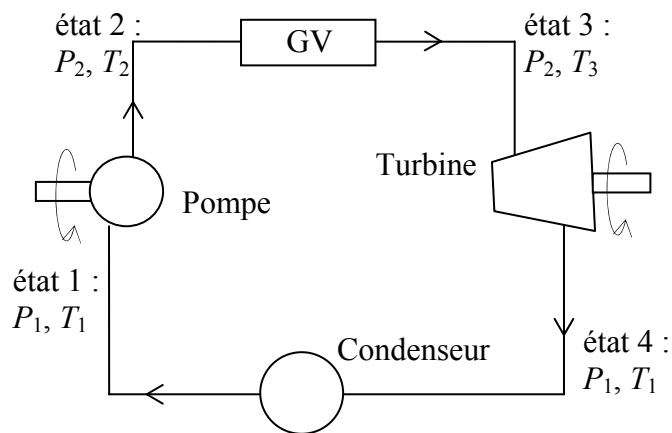 état 2 :
P₂, T₂
GV
état 3 :
P₂, T₃
Turbine
Pompe
état 1 :
P₁, T₁
Condenseur
état 4 :
P₁, T₁